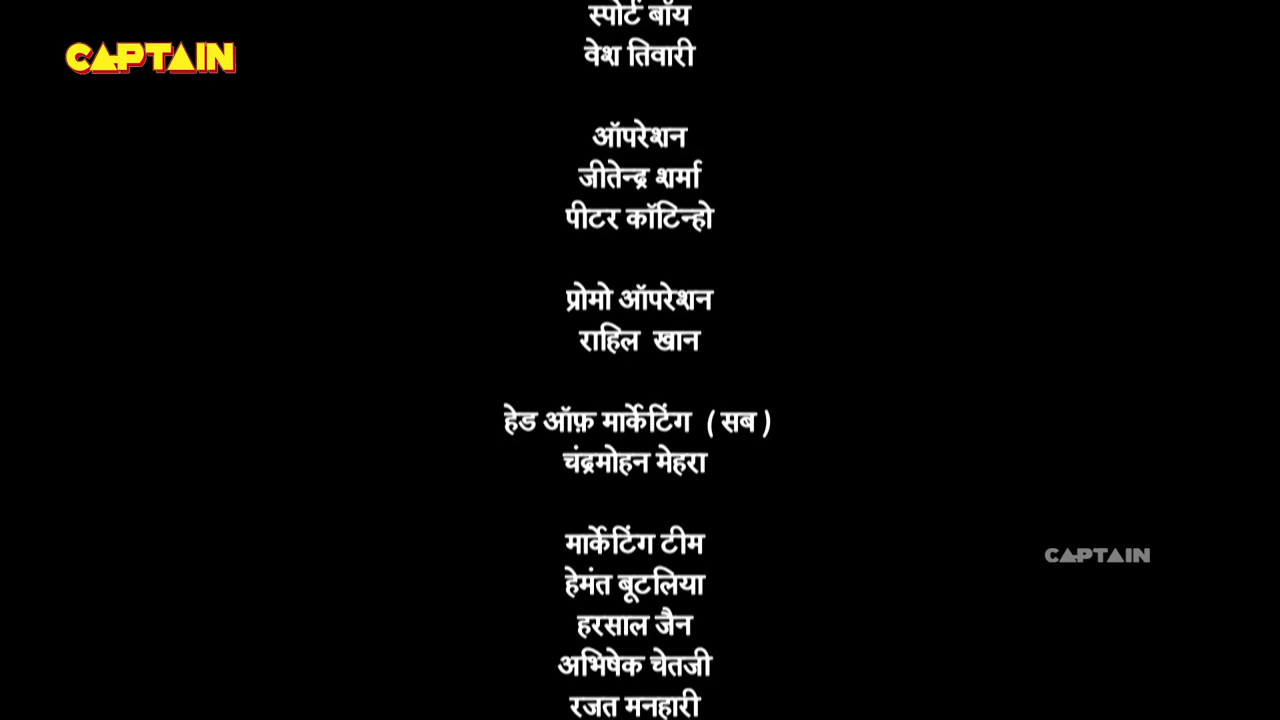 स्पोर्ट बॉय
CAPTAIN
वेश तिवारी
ऑपरेशन
जीतेन्द्र शर्मा
पीटर कॉटिन्हो
प्रोमो ऑपरेशन
राहिल खान
हेड ऑफ़ मार्केटिंग ( सब )
चंद्रमोहन मेहरा
मार्केटिंग टीम
CAPTAIN
हेमंत बूटलिया
हरसाल जैन
अभिषेक चेतजी
रजत मनहारी